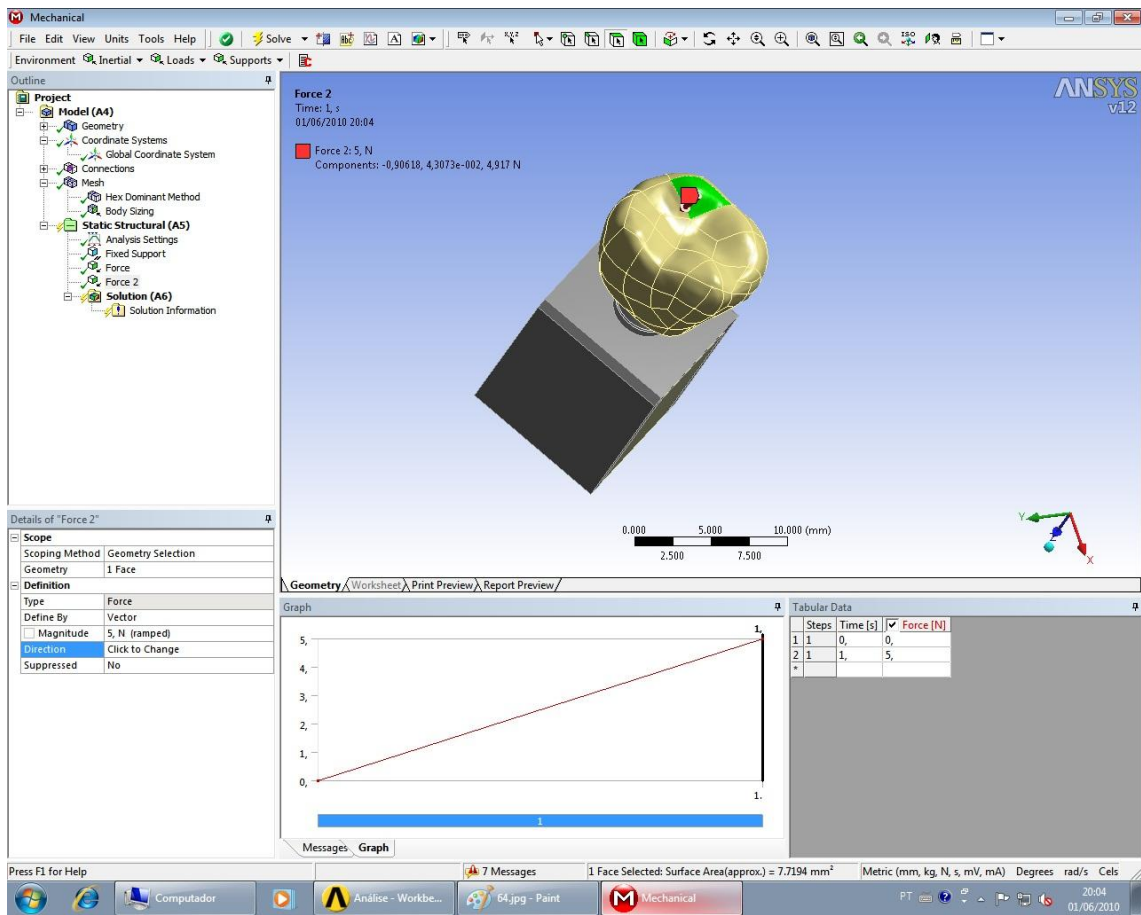 Mechanical
File Edit View Units Tools Help
Solve
Environment Inertial Loads Supports
Outline
Project
Model (A4)
Geometry
Coordinate Systems
Global Coordinate System
Connections
Mesh
Hex Dominant Method
Body Sizing
Static Structural (A5)
Analysis Settings
Fixed Support
Force
Force 2
Solution (A6)
Solution Information
Force 2
Time: 1, s
01/06/2010 20:04
Force 2: 5, N
Components: -0,90618, 4,3073e-002, 4,917 N
ANSYS
v12
0.000 5.000 10.000 (mm)
2.500 7.500
Y Z X
Geometry Worksheet Print Preview Report Preview
Details of "Force 2"
Scope
Scoping Method Geometry Selection
Geometry 1 Face
Definition
Type Force
Define By Vector
Magnitude 5, N (ramped)
Direction Click to Change
Suppressed No
Graph
1,
5,
4,
3,
2,
1,
0,
1.
1
Messages Graph
Tabular Data
Steps Time [s] Force [N]
1 1 0, 0,
2 1 1, 5,
*
Press F1 for Help
7 Messages
1 Face Selected: Surface Area(approx.) = 7.7194 mm²
Metric (mm, kg, N, s, mV, mA) Degrees rad/s Cels
Computador
Análise - Workbe...
64.jpg - Paint
Mechanical
PT
20:04
01/06/2010